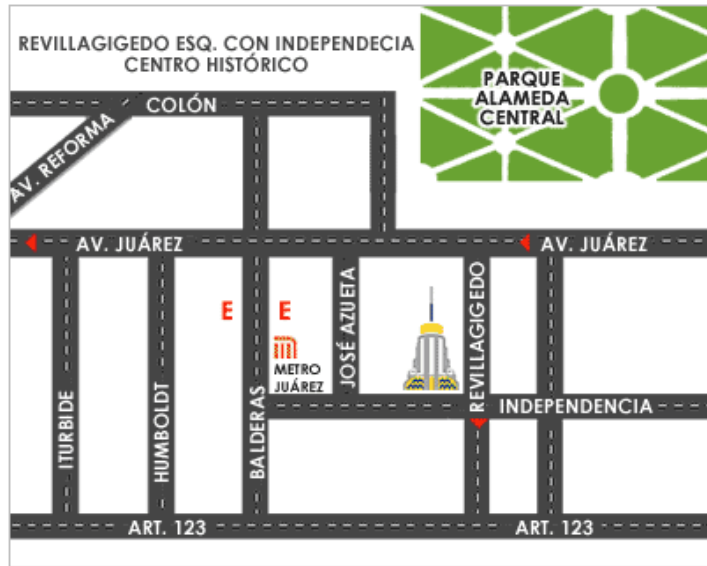 REVILLAGIGEDO ESQ. CON INDEPENDECIA
CENTRO HISTÓRICO
PARQUE
ALAMEDA
CENTRAL
COLÓN
AV. REFORMA
AV. JUÁREZ
AV. JUÁREZ
E
E
METRO
JUÁREZ
JOSÉ AZUETA
REVILLAGIGEDO
ITURBIDE
HUMBOLDT
BALDERAS
INDEPENDENCIA
ART. 123
ART. 123